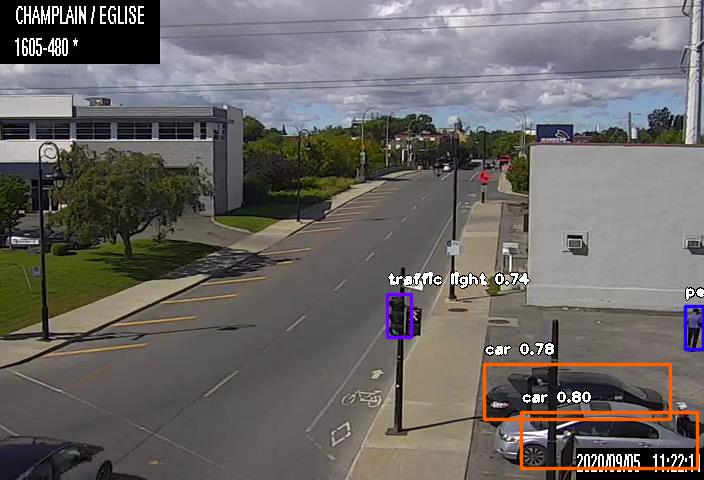 CHAMPLAIN / EGLISE
1605-480 *
traffic light 0.74
pe
car 0.78
car 0.80
2020/09/05 11:22:1